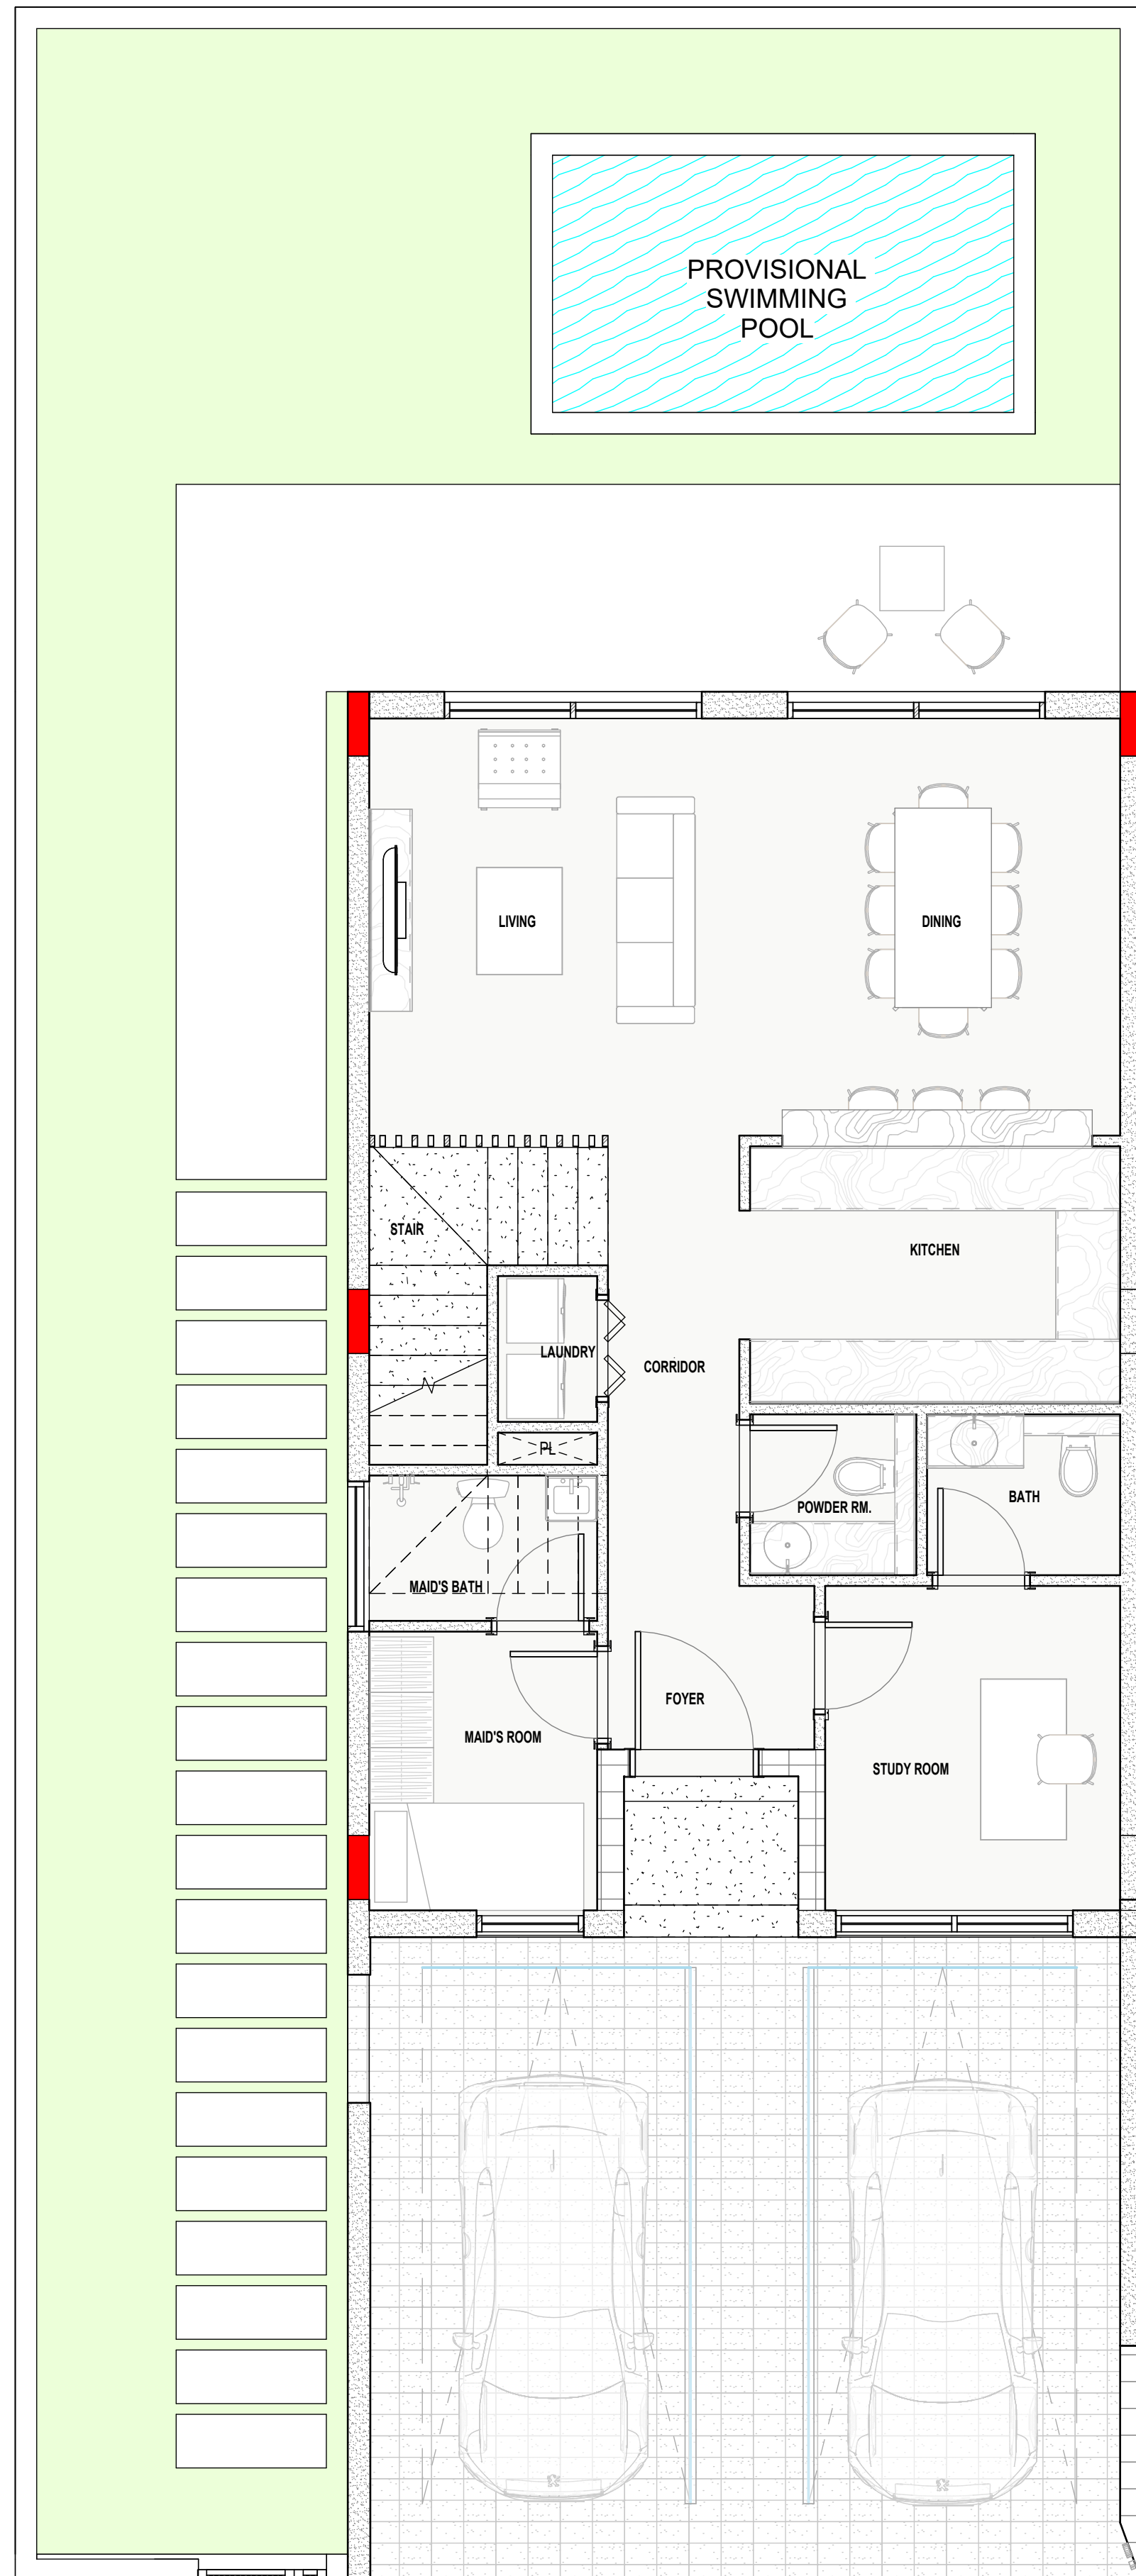 PROVISIONAL
SWIMMING
POOL
LIVING
DINING
STAIR
KITCHEN
LAUNDRY
CORRIDOR
PL
POWDER RM.
BATH
MAID'S BATH
FOYER
MAID'S ROOM
STUDY ROOM